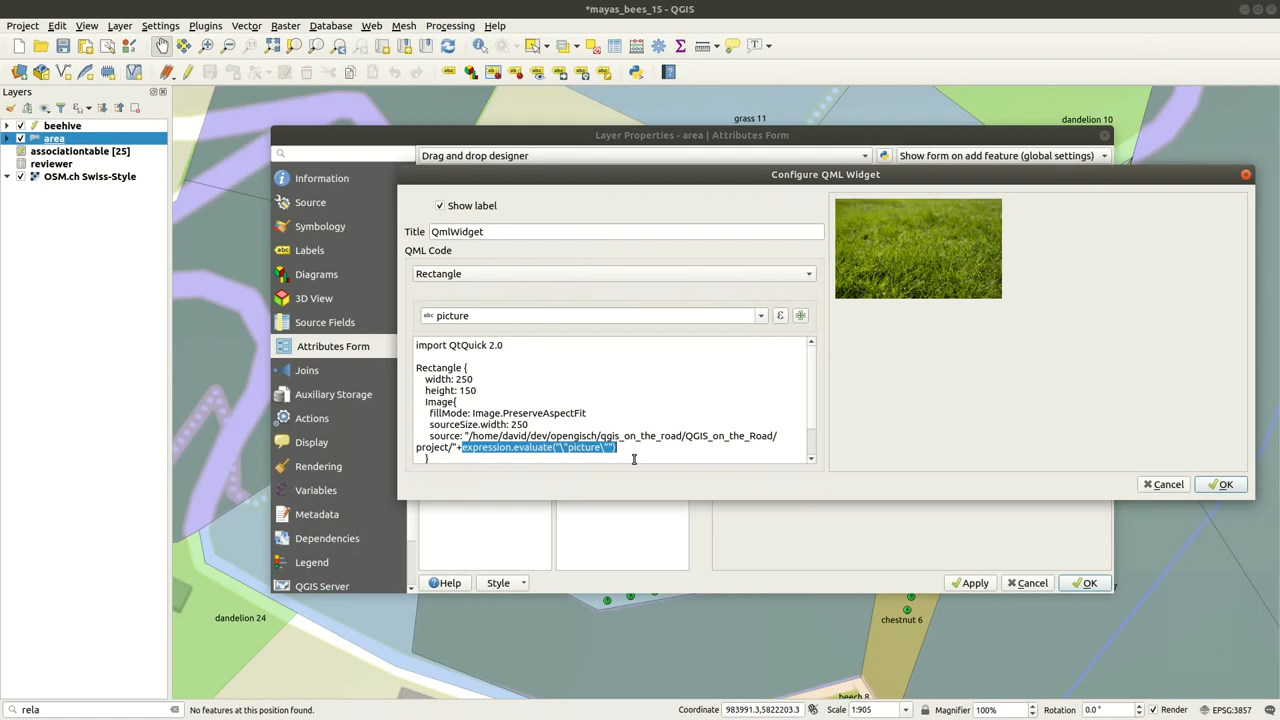 *mayas_bees_15 - QGIS
Project Edit View Layer Settings Plugins Vector Raster Database Web Mesh Processing Help
Layers
beehive
area
associationtable [25]
reviewer
OSM.ch Swiss-Style
grass 11
dandelion 10
Layer Properties - area | Attributes Form
Drag and drop designer
Show form on add feature (global settings)
Information
Source
Symbology
Labels
Diagrams
3D View
Source Fields
Attributes Form
Joins
Auxiliary Storage
Actions
Display
Rendering
Variables
Metadata
Dependencies
Legend
QGIS Server
Configure QML Widget
Show label
Title QmlWidget
QML Code
Rectangle
abc picture
ε
import QtQuick 2.0
Rectangle {
width: 250
height: 150
Image{
fillMode: Image.PreserveAspectFit
sourceSize.width: 250
source: "/home/david/dev/opengisch/qgis_on_the_road/QGIS_on_the_Road/
project/"+expression.evaluate("\"picture\"")
}
Cancel OK
Help Style Apply Cancel OK
dandelion 24
chestnut 6
beech 8
rela
No features at this position found.
Coordinate 983991.3,5822203.3 Scale 1:905 Magnifier 100% Rotation 0.0 ° Render EPSG:3857